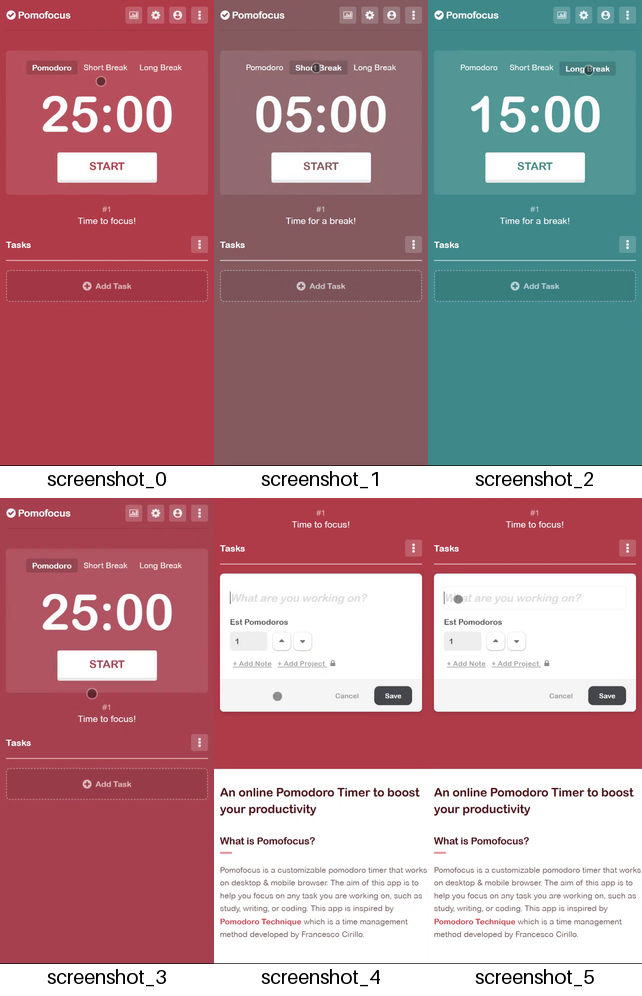 Pomofocus
Pomodoro Short Break Long Break
25:00
START
#1
Time to focus!
Tasks
Add Task
screenshot_0
Pomofocus
Pomodoro Short Break Long Break
05:00
START
#1
Time for a break!
Tasks
Add Task
screenshot_1
Pomofocus
Pomodoro Short Break Long Break
15:00
START
#1
Time for a break!
Tasks
Add Task
screenshot_2
Pomofocus
Pomodoro Short Break Long Break
25:00
START
#1
Time to focus!
Tasks
Add Task
screenshot_3
#1
Time to focus!
Tasks
What are you working on?
Est Pomodoros
1
+ Add Note + Add Project
Cancel Save
An online Pomodoro Timer to boost
your productivity
What is Pomofocus?
Pomofocus is a customizable pomodoro timer that works
on desktop & mobile browser. The aim of this app is to
help you focus on any task you are working on, such as
study, writing, or coding. This app is inspired by
Pomodoro Technique which is a time management
method developed by Francesco Cirillo.
screenshot_4
#1
Time to focus!
Tasks
What are you working on?
Est Pomodoros
1
+ Add Note + Add Project
Cancel Save
An online Pomodoro Timer to boost
your productivity
What is Pomofocus?
Pomofocus is a customizable pomodoro timer that works
on desktop & mobile browser. The aim of this app is to
help you focus on any task you are working on, such as
study, writing, or coding. This app is inspired by
Pomodoro Technique which is a time management
method developed by Francesco Cirillo.
screenshot_5